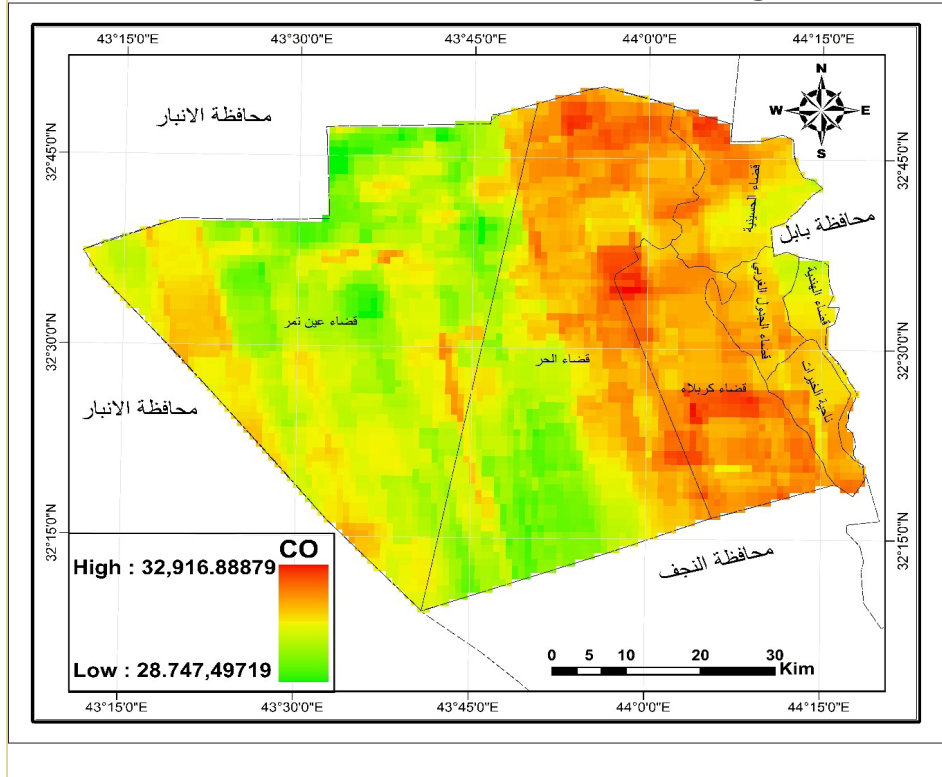 43°15'0"E 43°30'0"E 43°45'0"E 44°0'0"E 44°15'0"E
N
W E
S
محافظة الانبار
32°45'0"N 32°45'0"N
قضاء الحسينية
محافظة بابل
قضاء الهندية
قضاء الجدول الغربي
قضاء عين تمر
32°30'0"N 32°30'0"N
قضاء الحر
قضاء كربلاء
ناحية الخيرات
محافظة الانبار
32°15'0"N 32°15'0"N
محافظة النجف
CO
High : 32,916.88879
Low : 28.747,49719
0 5 10 20 30
Kim
43°15'0"E 43°30'0"E 43°45'0"E 44°0'0"E 44°15'0"E